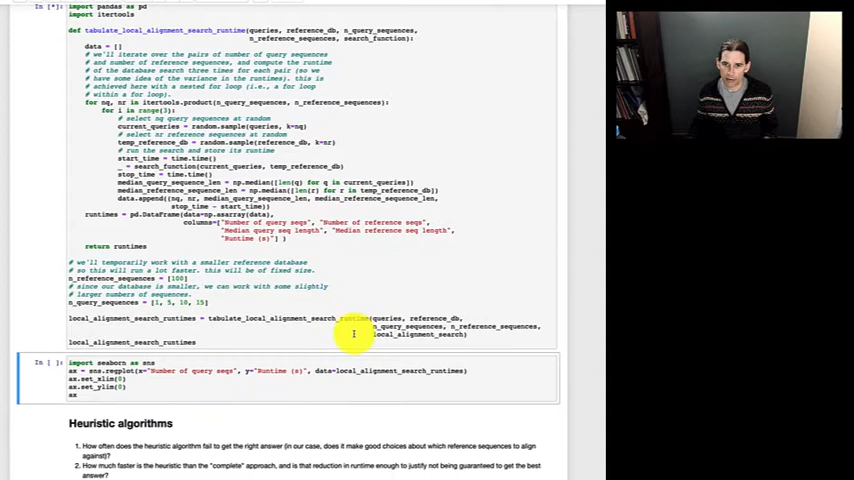 In [*]: import pandas as pd
import itertools
def tabulate_local_alignment_search_runtime(queries, reference_db, n_query_sequences,
n_reference_sequences, search_function):
data = []
# we'll iterate over the pairs of number of query sequences
# and number of reference sequences, and compute the runtime
# of the database search three times for each pair (so we
# have some idea of the variance in the runtimes). this is
# achieved here with a nested for loop (i.e., a for loop
# within a for loop).
for nq, nr in itertools.product(n_query_sequences, n_reference_sequences):
for i in range(3):
# select nq query sequences at random
current_queries = random.sample(queries, k=nq)
# select nr reference sequences at random
temp_reference_db = random.sample(reference_db, k=nr)
# run the search and store its runtime
start_time = time.time()
_ = search_function(current_queries, temp_reference_db)
stop_time = time.time()
median_query_sequence_len = np.median([len(q) for q in current_queries])
median_reference_sequence_len = np.median([len(r) for r in temp_reference_db])
data.append((nq, nr, median_query_sequence_len, median_reference_sequence_len,
stop_time - start_time))
runtimes = pd.DataFrame(data=np.asarray(data),
columns=["Number of query seqs", "Number of reference seqs",
"Median query seq length", "Median reference seq length",
"Runtime (s)"] )
return runtimes
# we'll temporarily work with a smaller reference database
# so this will run a lot faster. this will be of fixed size.
n_reference_sequences = [100]
# since our database is smaller, we can work with some slightly
# larger numbers of sequences.
n_query_sequences = [1, 5, 10, 15]
local_alignment_search_runtimes = tabulate_local_alignment_search_runtime(queries, reference_db,
n_query_sequences, n_reference_sequences,
local_alignment_search)
local_alignment_search_runtimes
In [ ]: import seaborn as sns
ax = sns.regplot(x="Number of query seqs", y="Runtime (s)", data=local_alignment_search_runtimes)
ax.set_xlim(0)
ax.set_ylim(0)
ax
Heuristic algorithms
1. How often does the heuristic algorithm fail to get the right answer (in our case, does it make good choices about which reference sequences to align
against)?
2. How much faster is the heuristic than the "complete" approach, and is that reduction in runtime enough to justify not being guaranteed to get the best
answer?